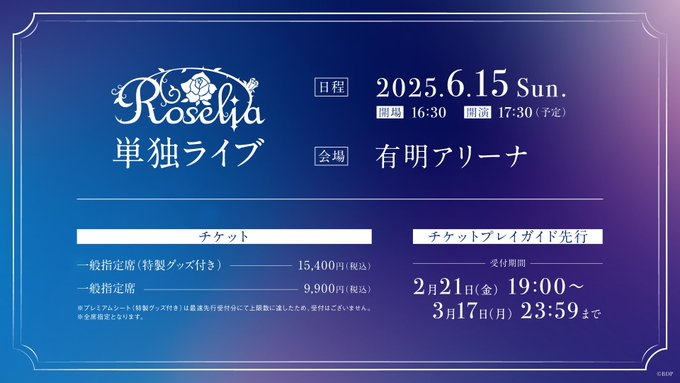 Roselia
単独ライブ
日程 2025.6.15 Sun.
開場 16:30 開演 17:30(予定)
会場 有明アリーナ
チケット
一般指定席(特製グッズ付き) 15,400円(税込)
一般指定席 9,900円(税込)
※プレミアムシート(特製グッズ付き)は最速先行受付分にて上限数に達したため、受付はございません。
※全席指定となります。
チケットプレイガイド先行
受付期間
2月21日(金) 19:00～
3月17日(月) 23:59まで
©BDP